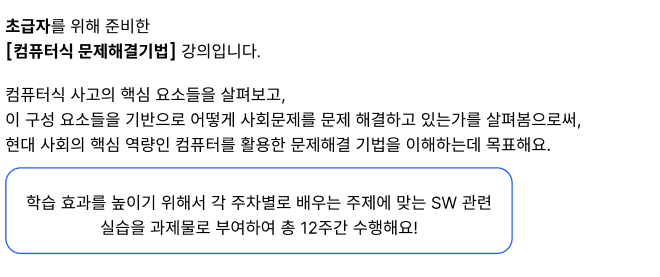 초급자를 위해 준비한
[컴퓨터식 문제해결기법] 강의입니다.
컴퓨터식 사고의 핵심 요소들을 살펴보고,
이 구성 요소들을 기반으로 어떻게 사회문제를 문제 해결하고 있는가를 살펴봄으로써,
현대 사회의 핵심 역량인 컴퓨터를 활용한 문제해결 기법을 이해하는데 목표해요.
학습 효과를 높이기 위해서 각 주차별로 배우는 주제에 맞는 SW 관련
실습을 과제물로 부여하여 총 12주간 수행해요!